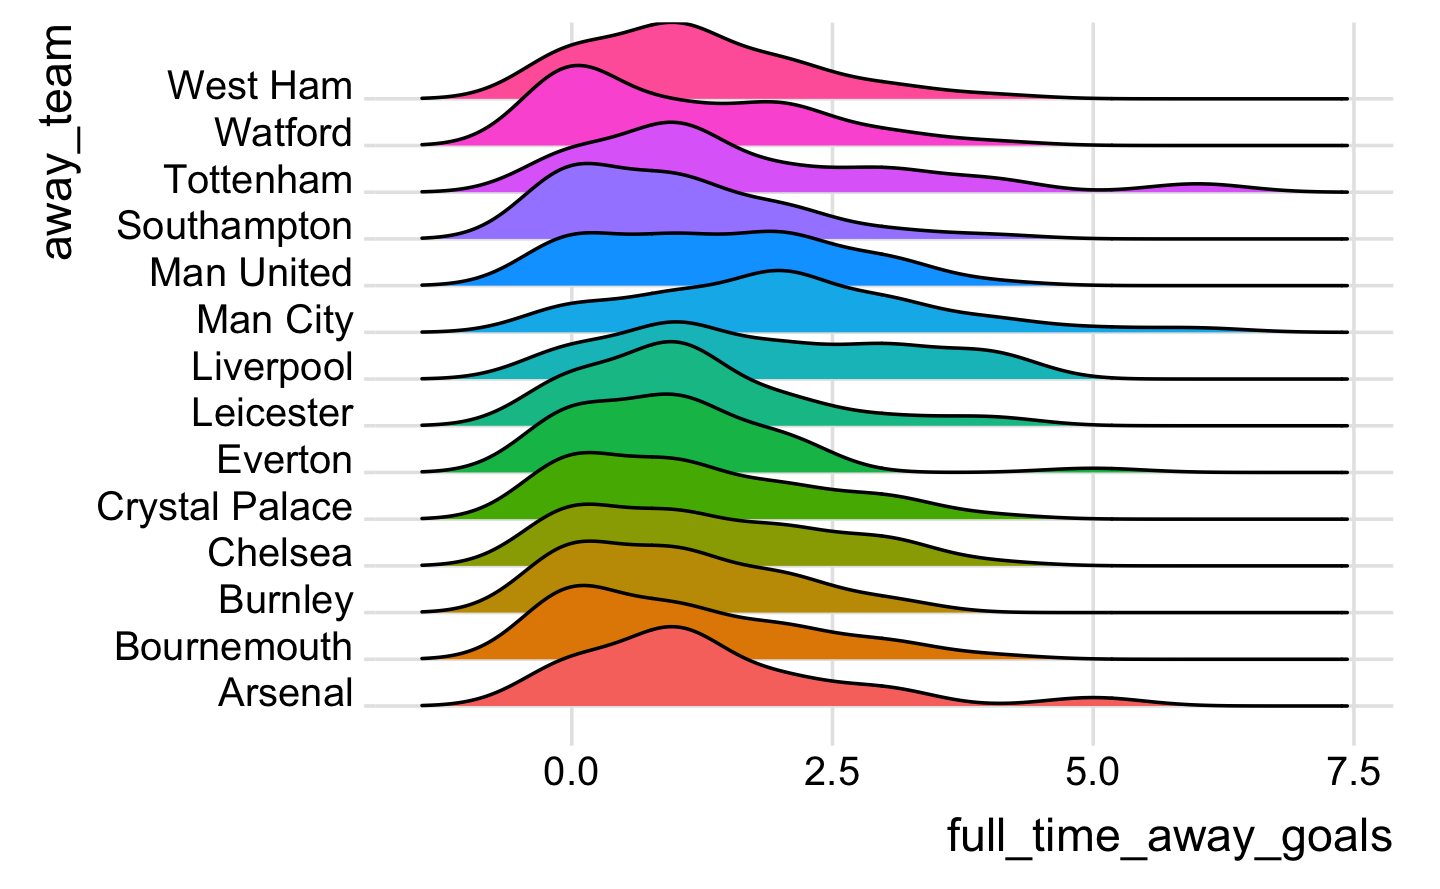 away_team
West Ham
Watford
Tottenham
Southampton
Man United
Man City
Liverpool
Leicester
Everton
Crystal Palace
Chelsea
Burnley
Bournemouth
Arsenal
0.0 2.5 5.0 7.5
full_time_away_goals